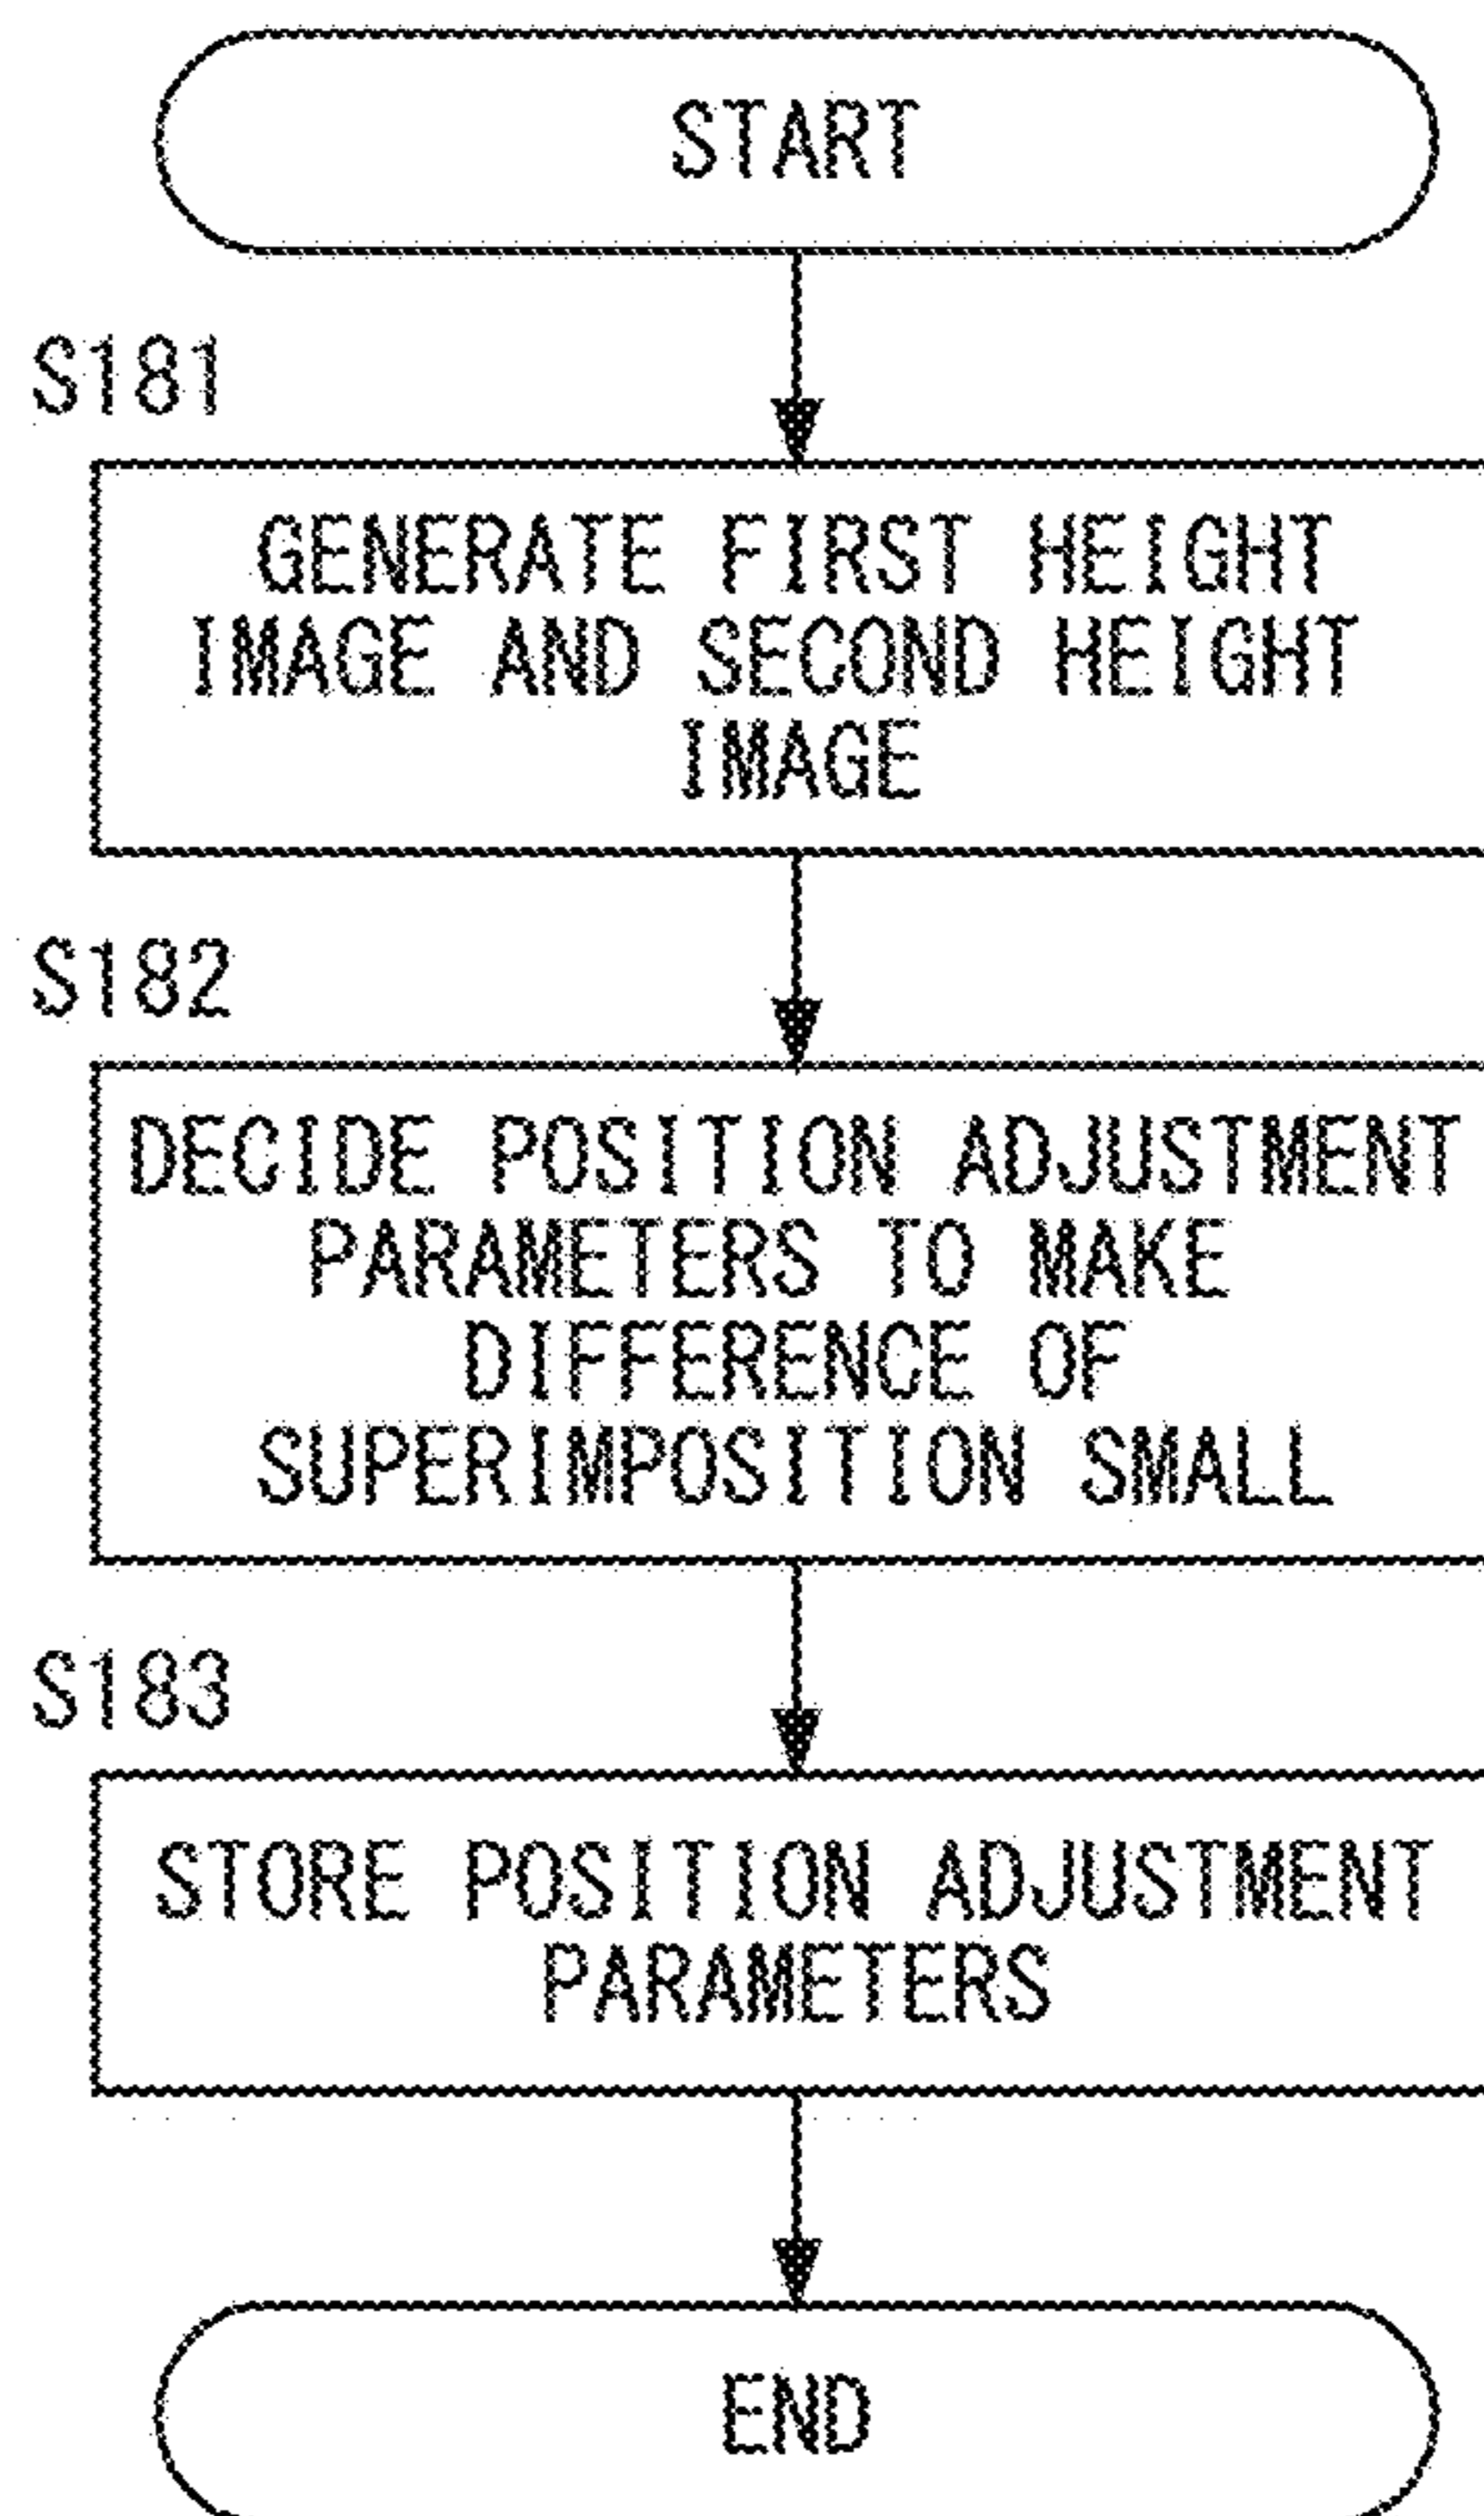 START
S181
GENERATE FIRST HEIGHT
IMAGE AND SECOND HEIGHT
IMAGE
S182
DECIDE POSITION ADJUSTMENT
PARAMETERS TO MAKE
DIFFERENCE OF
SUPERIMPOSITION SMALL
S183
STORE POSITION ADJUSTMENT
PARAMETERS
END